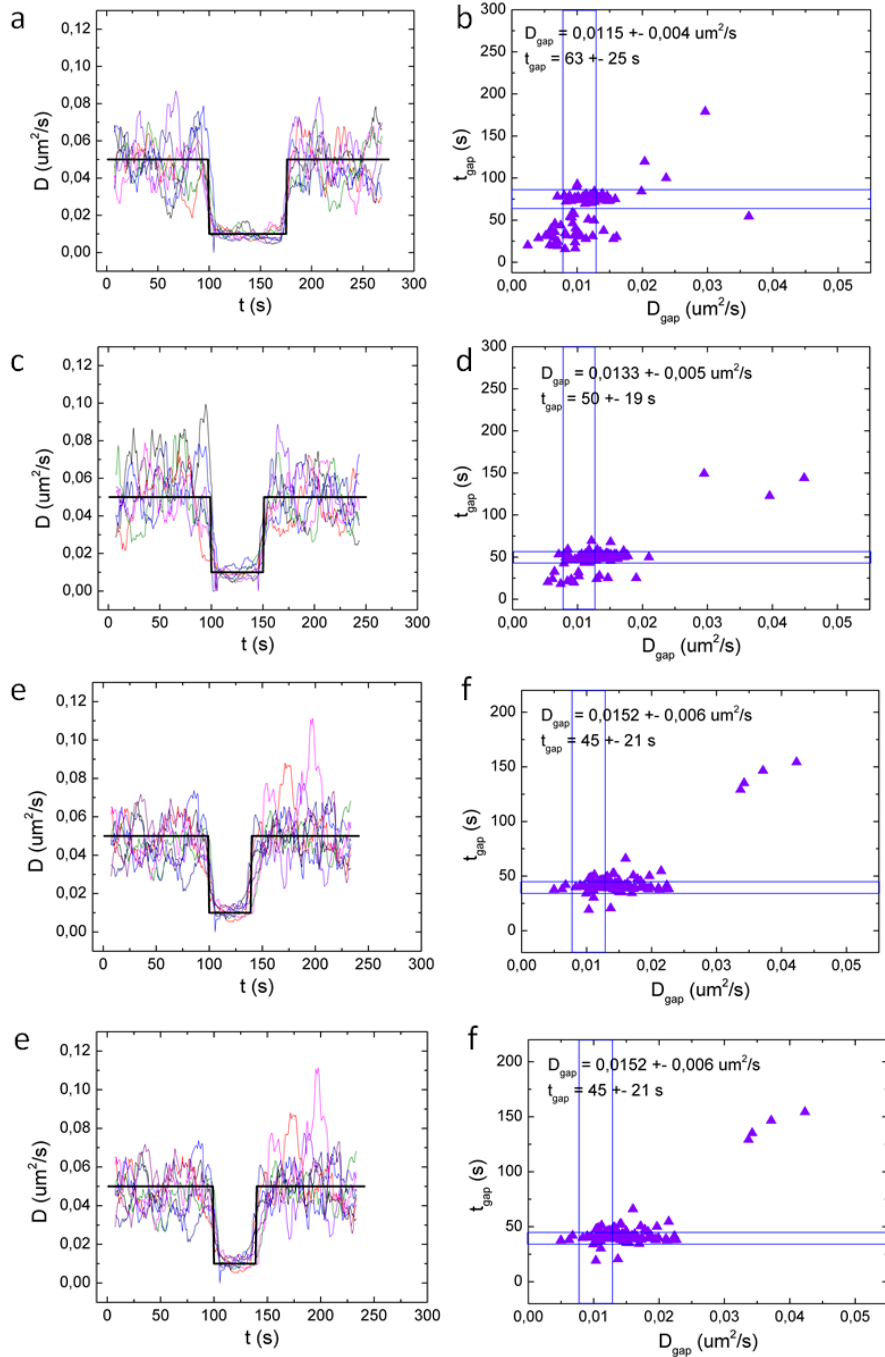 a
0,12
0,10
0,08
0,06
0,04
0,02
0,00
D (um²/s)
0 50 100 150 200 250 300
t (s)
b
300
250
200
150
100
50
0
t_gap (s)
D_gap = 0,0115 +- 0,004 um²/s
t_gap = 63 +- 25 s
0,00 0,01 0,02 0,03 0,04 0,05
D_gap (um²/s)
c
0,12
0,10
0,08
0,06
0,04
0,02
0,00
D (um²/s)
0 50 100 150 200 250 300
t (s)
d
300
250
200
150
100
50
0
t_gap (s)
D_gap = 0,0133 +- 0,005 um²/s
t_gap = 50 +- 19 s
0,00 0,01 0,02 0,03 0,04 0,05
D_gap (um²/s)
e
0,12
0,10
0,08
0,06
0,04
0,02
0,00
D (um²/s)
0 50 100 150 200 250 300
t (s)
f
200
150
100
50
0
t_gap (s)
D_gap = 0,0152 +- 0,006 um²/s
t_gap = 45 +- 21 s
0,00 0,01 0,02 0,03 0,04 0,05
D_gap (um²/s)
e
0,12
0,10
0,08
0,06
0,04
0,02
0,00
D (um²/s)
0 50 100 150 200 250 300
t (s)
f
200
150
100
50
0
t_gap (s)
D_gap = 0,0152 +- 0,006 um²/s
t_gap = 45 +- 21 s
0,00 0,01 0,02 0,03 0,04 0,05
D_gap (um²/s)